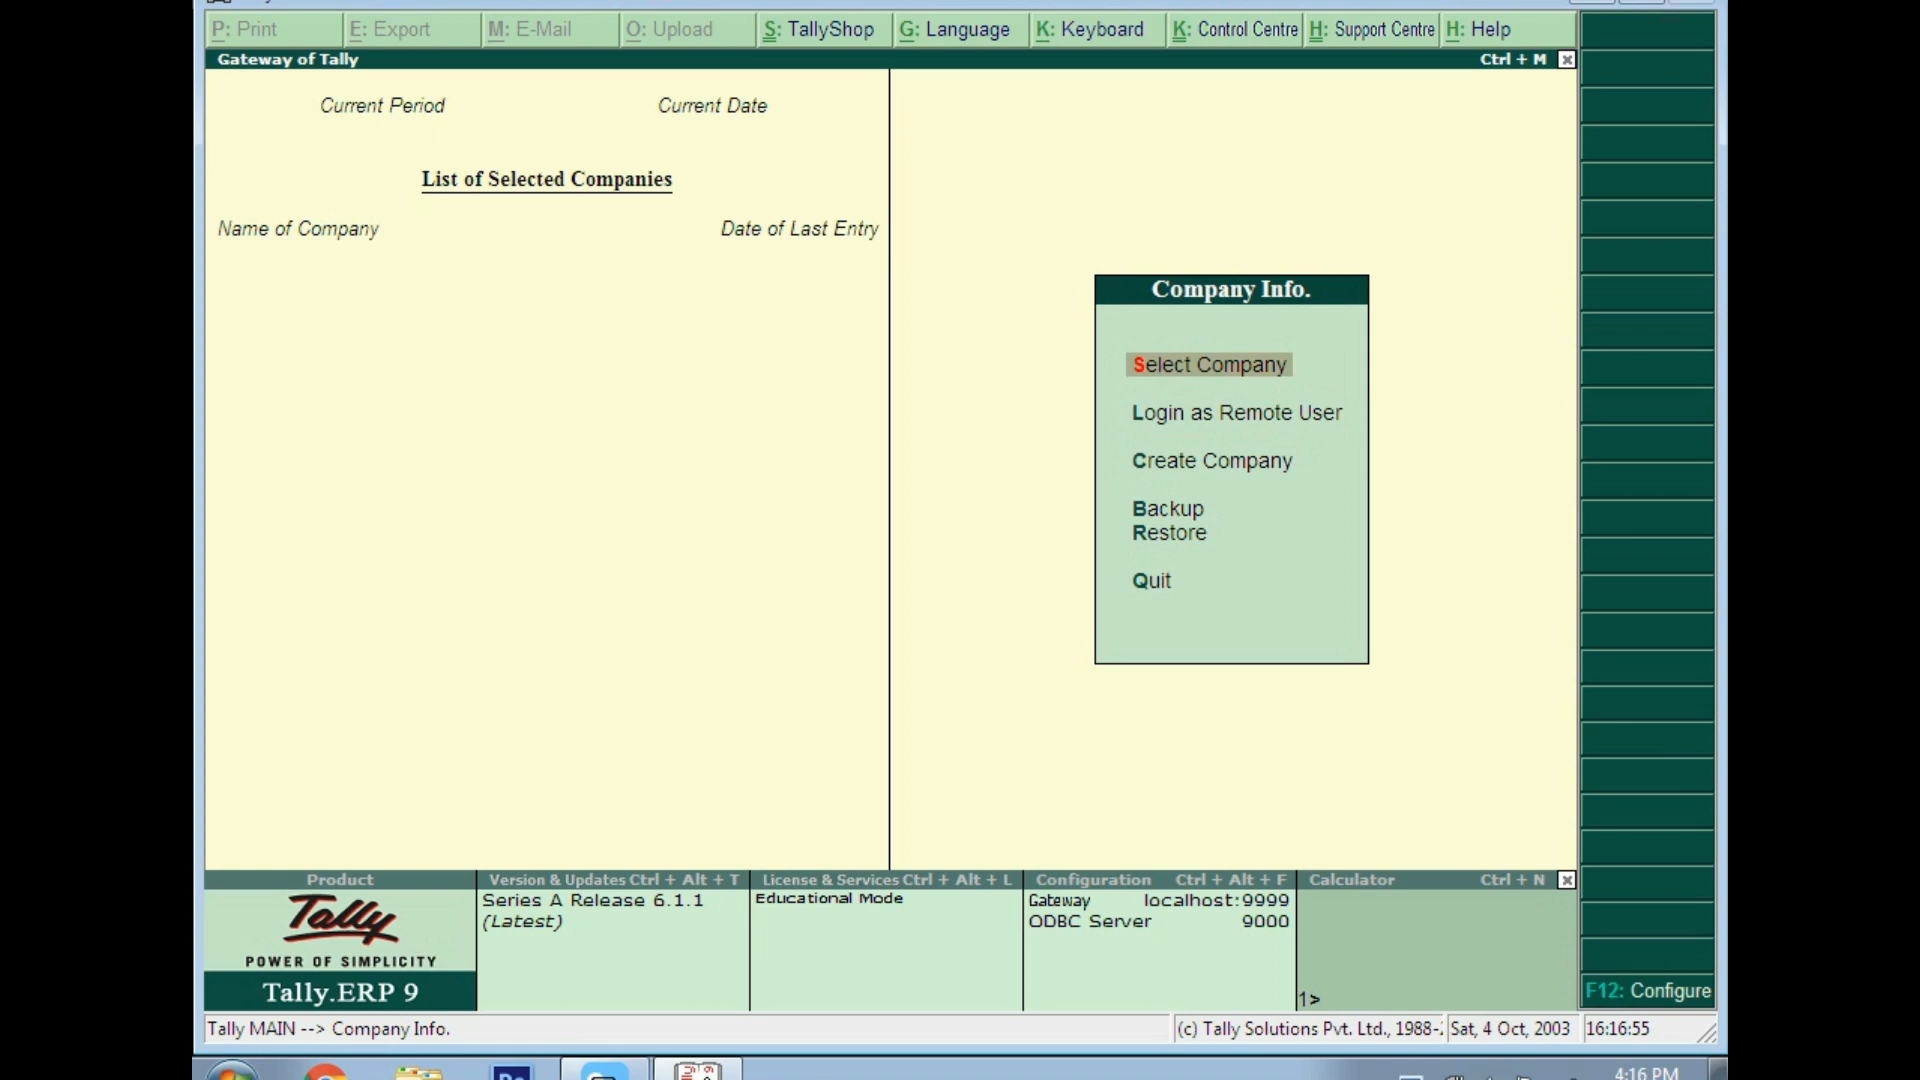 P: Print E: Export M: E-Mail O: Upload S: TallyShop G: Language K: Keyboard K: Control Centre H: Support Centre H: Help
Gateway of Tally Ctrl + M
Current Period Current Date
List of Selected Companies
Name of Company Date of Last Entry
Company Info.
Select Company
Login as Remote User
Create Company
Backup
Restore
Quit
Product Version & Updates Ctrl + Alt + T License & Services Ctrl + Alt + L Configuration Ctrl + Alt + F Calculator Ctrl + N
Tally
POWER OF SIMPLICITY
Tally.ERP 9
Series A Release 6.1.1
(Latest)
Educational Mode
Gateway localhost:9999
ODBC Server 9000
1>
F12: Configure
Tally MAIN --> Company Info. (c) Tally Solutions Pvt. Ltd., 1988- Sat, 4 Oct, 2003 16:16:55
4:16 PM